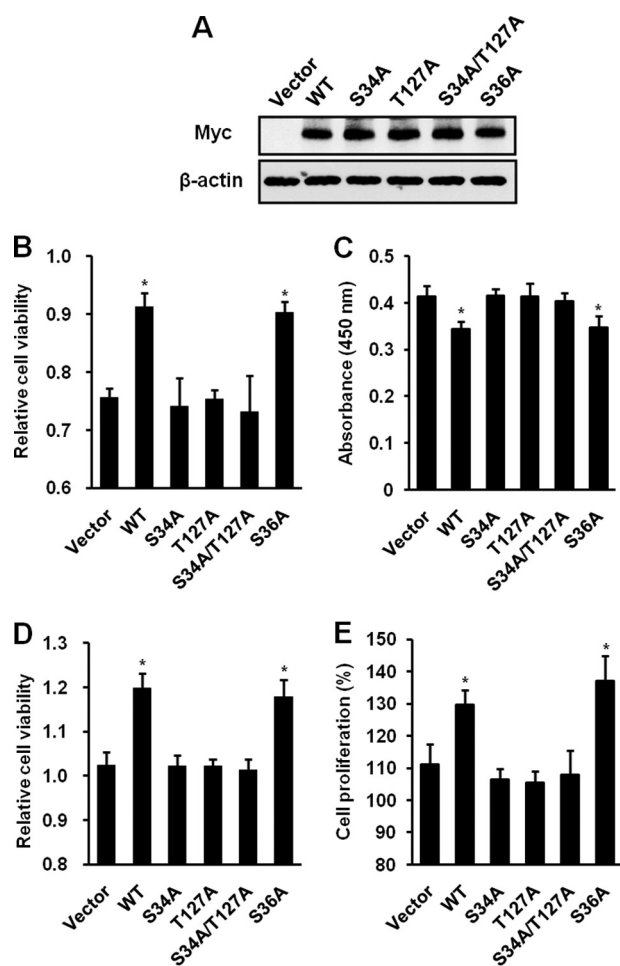 A
Vector
WT
S34A
T127A
S34A/T127A
S36A
Myc
β-actin
B
Relative cell viability
1.0
0.9
0.8
0.7
0.6
*
*
Vector
WT
S34A
T127A
S34A/T127A
S36A
C
Absorbance (450 nm)
0.5
0.4
0.3
0.2
0.1
0
*
*
Vector
WT
S34A
T127A
S34A/T127A
S36A
D
Relative cell viability
1.3
1.2
1.1
1.0
0.9
0.8
*
*
Vector
WT
S34A
T127A
S34A/T127A
S36A
E
Cell proliferation (%)
150
140
130
120
110
100
90
80
*
*
Vector
WT
S34A
T127A
S34A/T127A
S36A